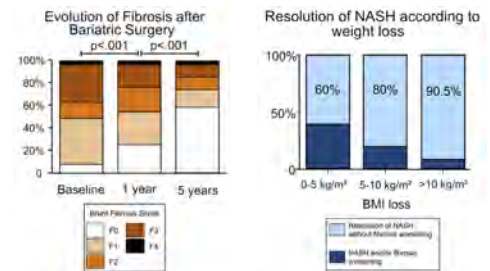 Evolution of Fibrosis after
Bariatric Surgery
p<.001 p<.001
100%
80%
60%
40%
20%
0
Baseline 1 year 5 years
Brunt Fibrosis Score
F0
F1
F2
F3
F4
Resolution of NASH according to
weight loss
100%
50%
0
60%
80%
90.5%
0-5 kg/m² 5-10 kg/m² >10 kg/m²
BMI loss
Resolution of NASH
without fibrosis worsening
NASH and/or fibrosis
worsening